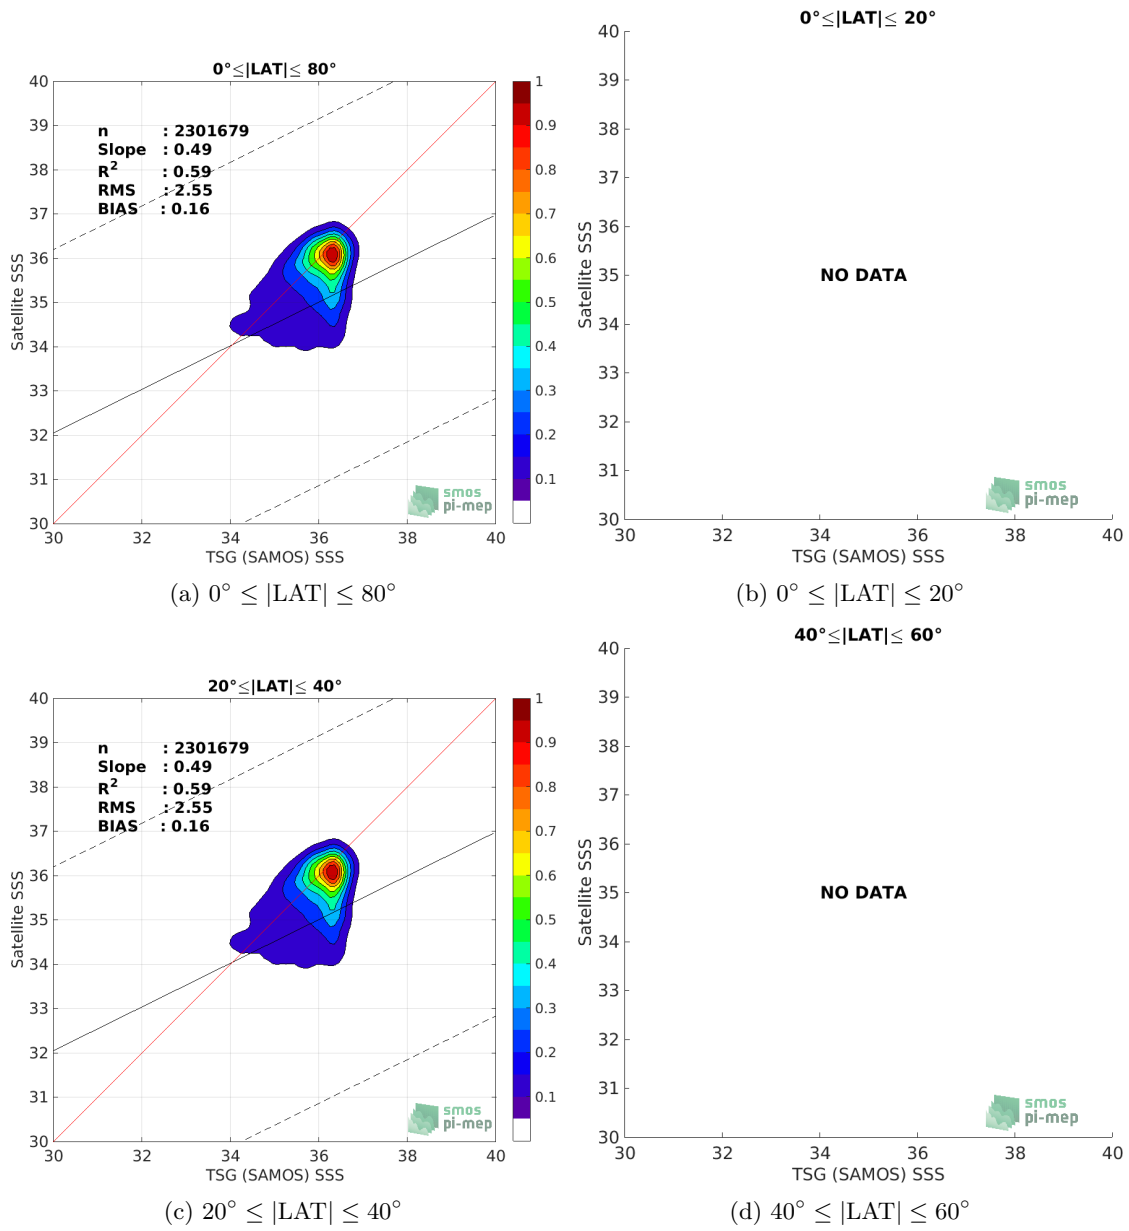 0°≤|LAT|≤ 80°
40
39
38
37
36
35
34
33
32
31
30
Satellite SSS
n : 2301679
Slope : 0.49
R² : 0.59
RMS : 2.55
BIAS : 0.16
1
0.9
0.8
0.7
0.6
0.5
0.4
0.3
0.2
0.1
smos
pi-mep
30 32 34 36 38 40
TSG (SAMOS) SSS
(a) 0° ≤ |LAT| ≤ 80°
0°≤|LAT|≤ 20°
40
39
38
37
36
35
34
33
32
31
30
Satellite SSS
NO DATA
smos
pi-mep
30 32 34 36 38 40
TSG (SAMOS) SSS
(b) 0° ≤ |LAT| ≤ 20°
20°≤|LAT|≤ 40°
40
39
38
37
36
35
34
33
32
31
30
Satellite SSS
n : 2301679
Slope : 0.49
R² : 0.59
RMS : 2.55
BIAS : 0.16
1
0.9
0.8
0.7
0.6
0.5
0.4
0.3
0.2
0.1
smos
pi-mep
30 32 34 36 38 40
TSG (SAMOS) SSS
(c) 20° ≤ |LAT| ≤ 40°
40°≤|LAT|≤ 60°
40
39
38
37
36
35
34
33
32
31
30
Satellite SSS
NO DATA
smos
pi-mep
30 32 34 36 38 40
TSG (SAMOS) SSS
(d) 40° ≤ |LAT| ≤ 60°